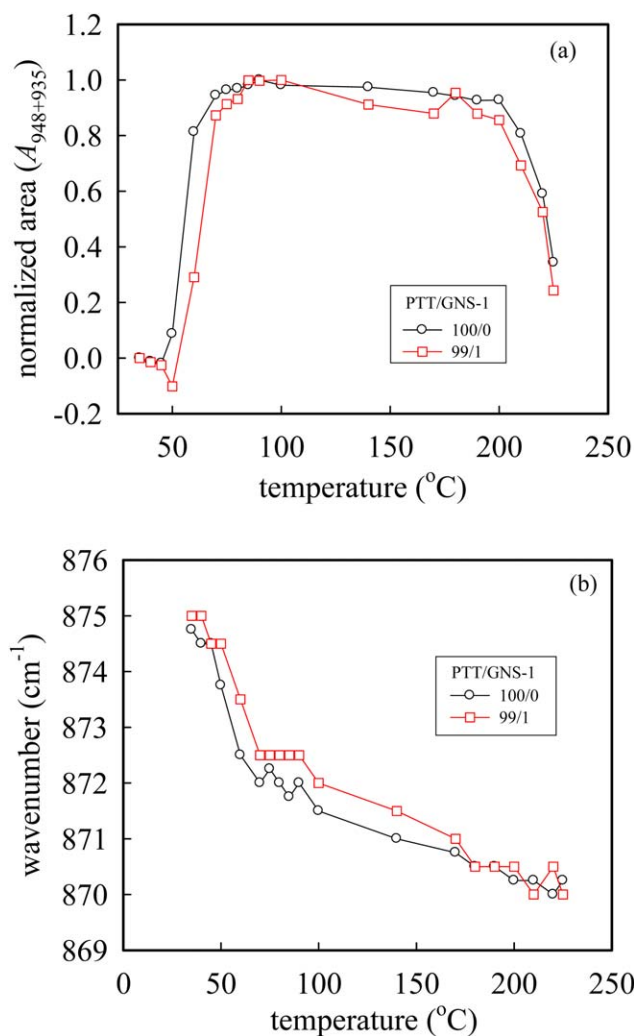 (a)
normalized area (A948+935)
1.2
1.0
0.8
0.6
0.4
0.2
0.0
-0.2
PTT/GNS-1
100/0
99/1
50 100 150 200 250
temperature (°C)
(b)
wavenumber (cm-1)
876
875
874
873
872
871
870
869
PTT/GNS-1
100/0
99/1
0 50 100 150 200 250
temperature (°C)